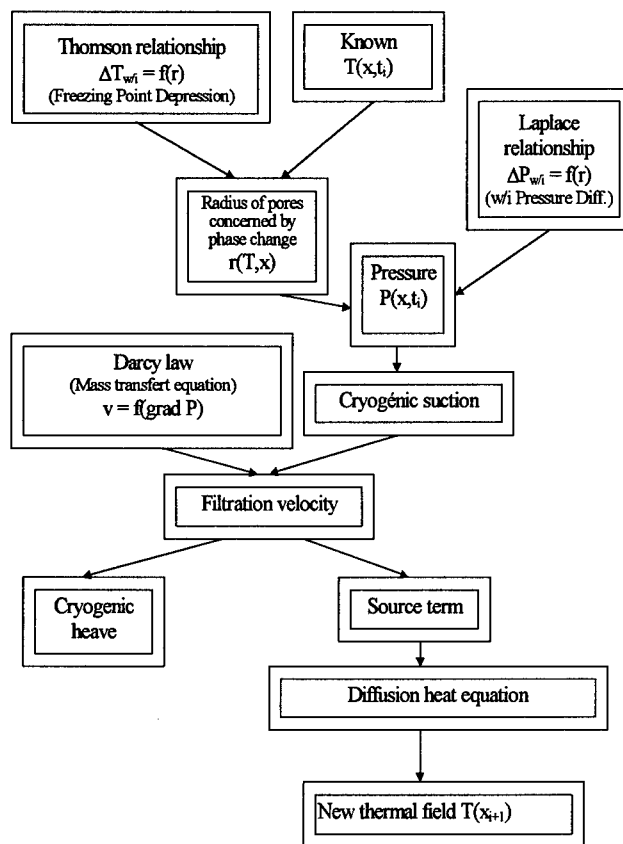 Thomson relationship
ΔTw/i = f(r)
(Freezing Point Depression)
Known
T(x,ti)
Laplace
relationship
ΔPw/i = f(r)
(w/i Pressure Diff.)
Radius of pores
concerned by
phase change
r(T,x)
Pressure
P(x,ti)
Darcy law
(Mass transfert equation)
v = f(grad P)
Cryogénic suction
Filtration velocity
Cryogenic
heave
Source term
Diffusion heat equation
New thermal field T(xi+1)